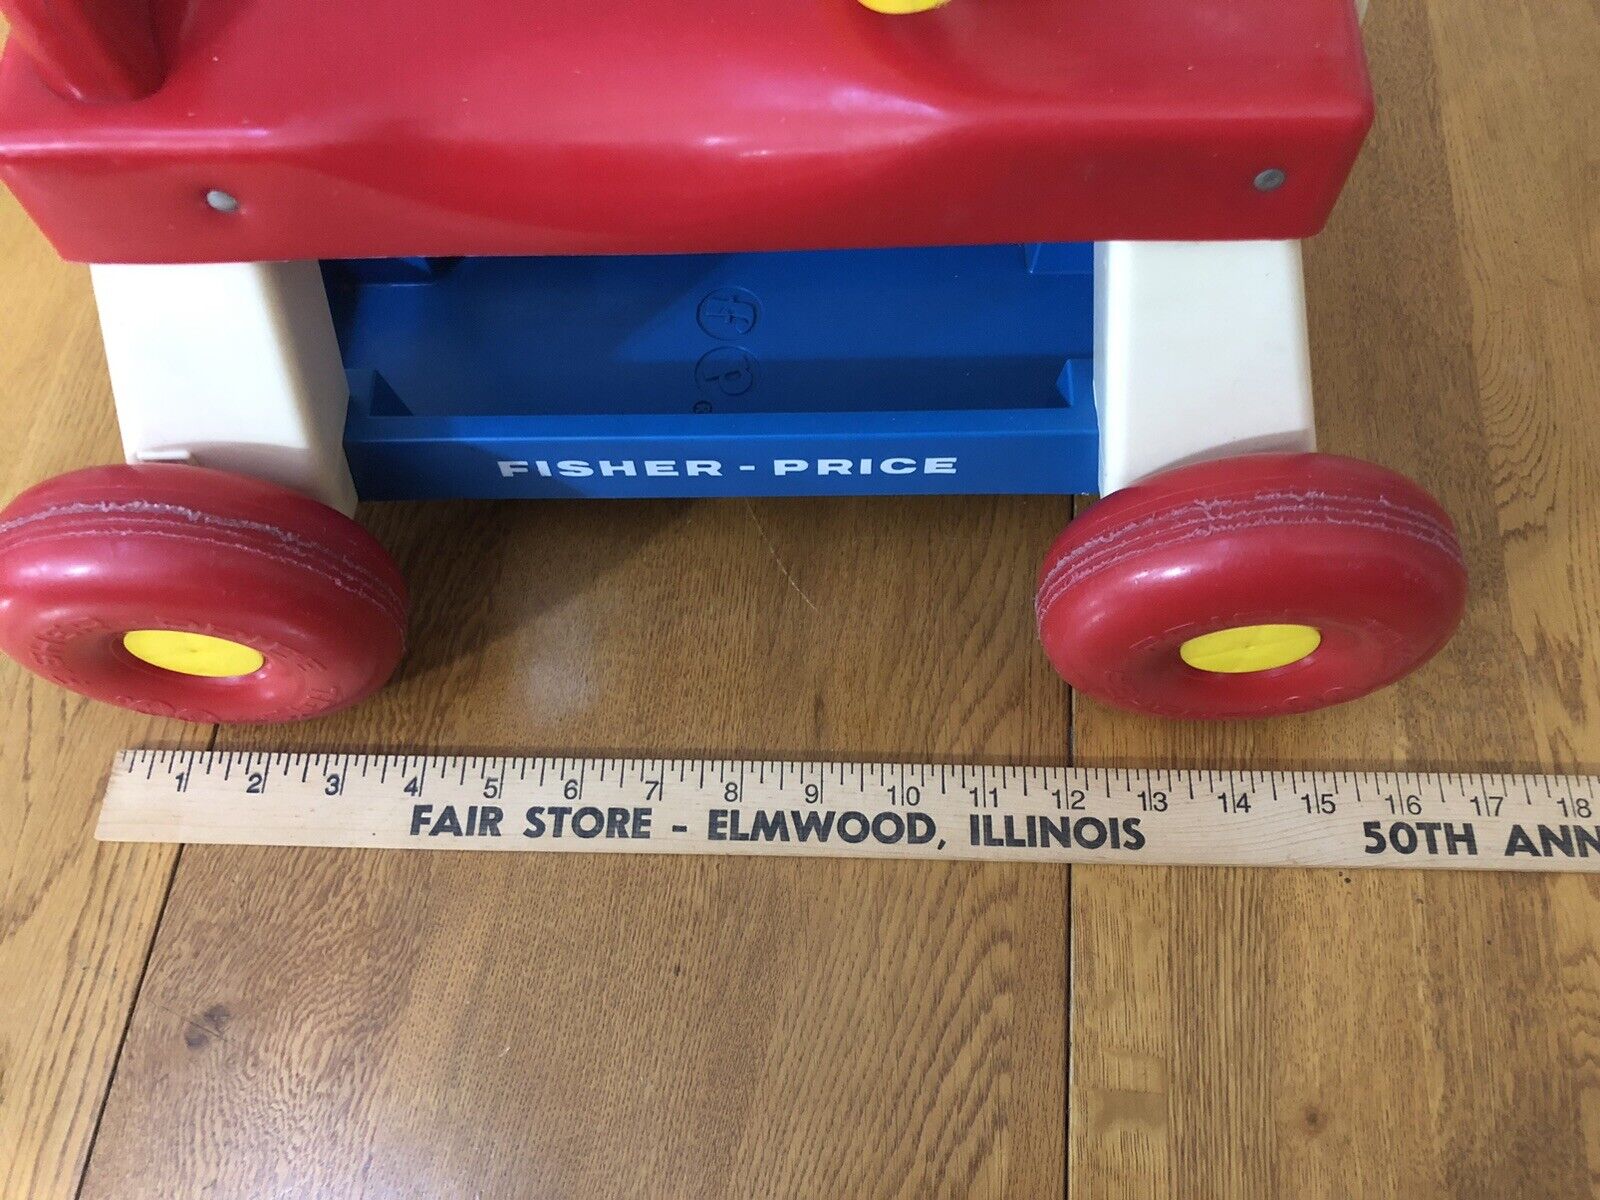 fp
®
FISHER-PRICE
1 2 3 4 5 6 7 8 9 10 11 12 13 14 15 16 17 18
FAIR STORE - ELMWOOD, ILLINOIS 50TH ANN